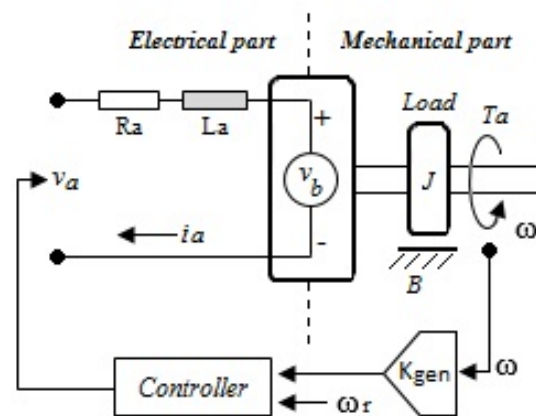 Electrical part
Mechanical part
Ra
La
+
Load
Ta
va
vb
J
ω
ia
-
B
Controller
Kgen
ω
ωr